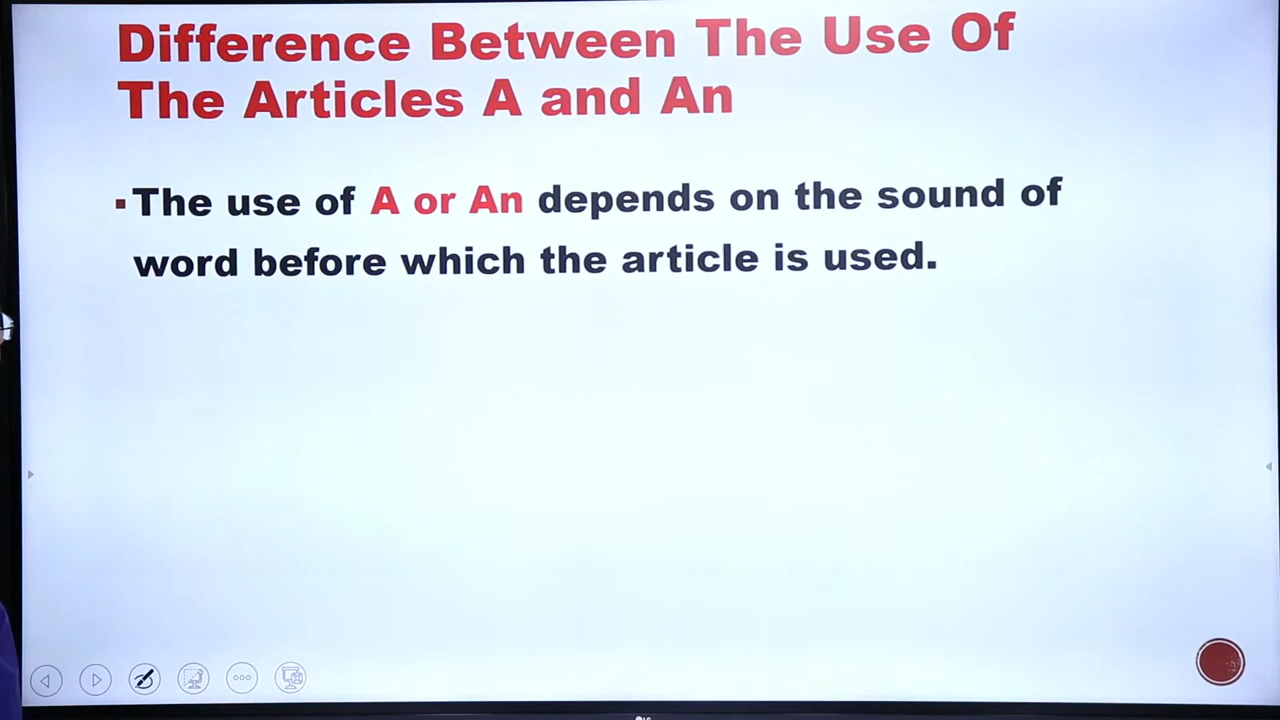 Difference Between The Use Of
The Articles A and An
▪The use of A or An depends on the sound of
word before which the article is used.